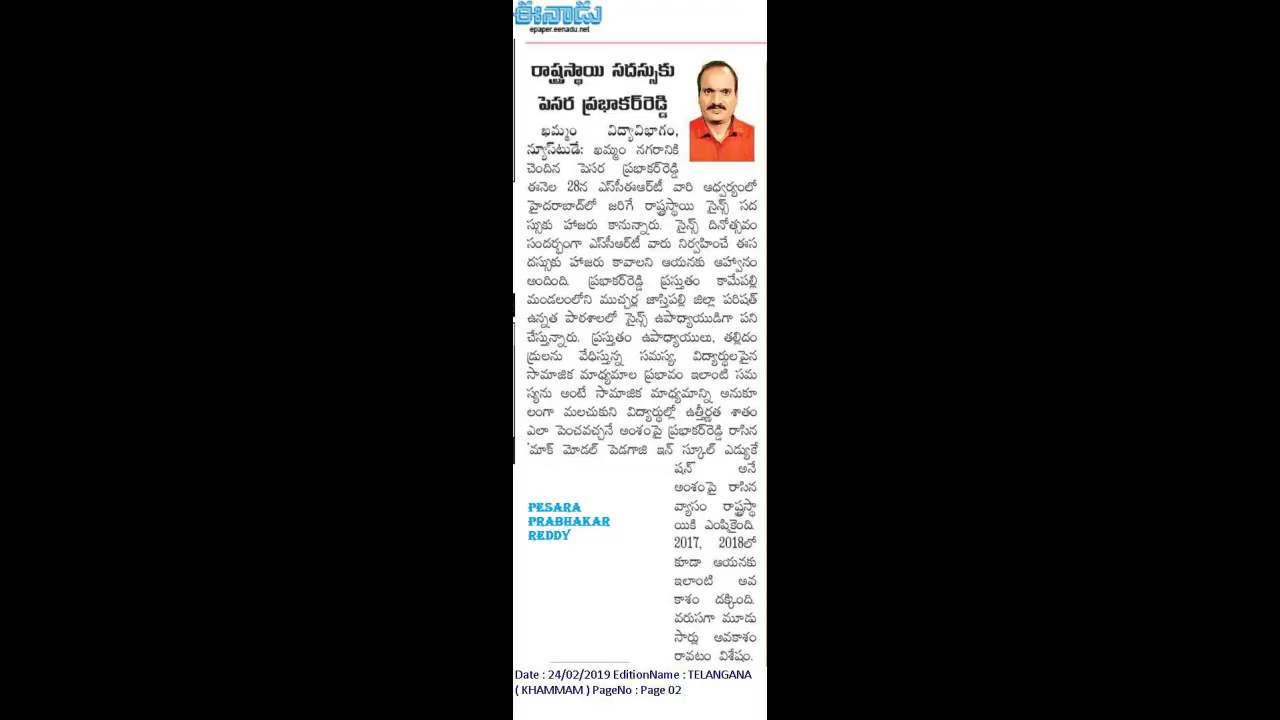 ఈనాడు
epaper.eenadu.net
రాష్ట్రస్థాయి సదస్సుకు
పెసర ప్రభాకర్‌రెడ్డి
ఖమ్మం విద్యావిభాగం,
న్యూస్‌టుడే: ఖమ్మం నగరానికి
చెందిన పెసర ప్రభాకర్‌రెడ్డి
ఈనెల 28న ఎస్‌సీఈఆర్‌టీ వారి ఆధ్వర్యంలో
హైదరాబాద్‌లో జరిగే రాష్ట్రస్థాయి సైన్స్ సద
స్సుకు హాజరు కానున్నారు. సైన్స్ దినోత్సవం
సందర్భంగా ఎస్‌సీఆర్‌టీ వారు నిర్వహించే ఈస
దస్సుకు హాజరు కావాలని ఆయనకు ఆహ్వానం
అందింది. ప్రభాకర్‌రెడ్డి ప్రస్తుతం కామేపల్లి
మండలంలోని ముచ్చర్ల జాస్తిపల్లి జిల్లా పరిషత్
ఉన్నత పాఠశాలలో సైన్స్ ఉపాధ్యాయుడిగా పని
చేస్తున్నారు. ప్రస్తుతం ఉపాధ్యాయులు, తల్లిదం
డ్రులను వేధిస్తున్న సమస్య, విద్యార్థులపైన
సామాజిక మాధ్యమాల ప్రభావం ఇలాంటి సమ
స్యను అంటే సామాజిక మాధ్యమాన్ని అనుకూ
లంగా మలచుకుని విద్యార్థుల్లో ఉత్తీర్ణత శాతం
ఎలా పెంచవచ్చనే అంశంపై ప్రభాకర్‌రెడ్డి రాసిన
'మాక్ మోడల్ పెడగాజి ఇన్ స్కూల్ ఎడ్యుకే
షన్' అనే
అంశంపై రాసిన
వ్యాసం రాష్ట్రస్థా
యికి ఎంపికైంది.
2017, 2018లో
కూడా ఆయనకు
ఇలాంటి అవ
కాశం దక్కింది.
వరుసగా మూడు
సార్లు అవకాశం
రావటం విశేషం.
PESARA
PRABHAKAR
REDDY
Date : 24/02/2019 EditionName : TELANGANA
( KHAMMAM ) PageNo : Page 02